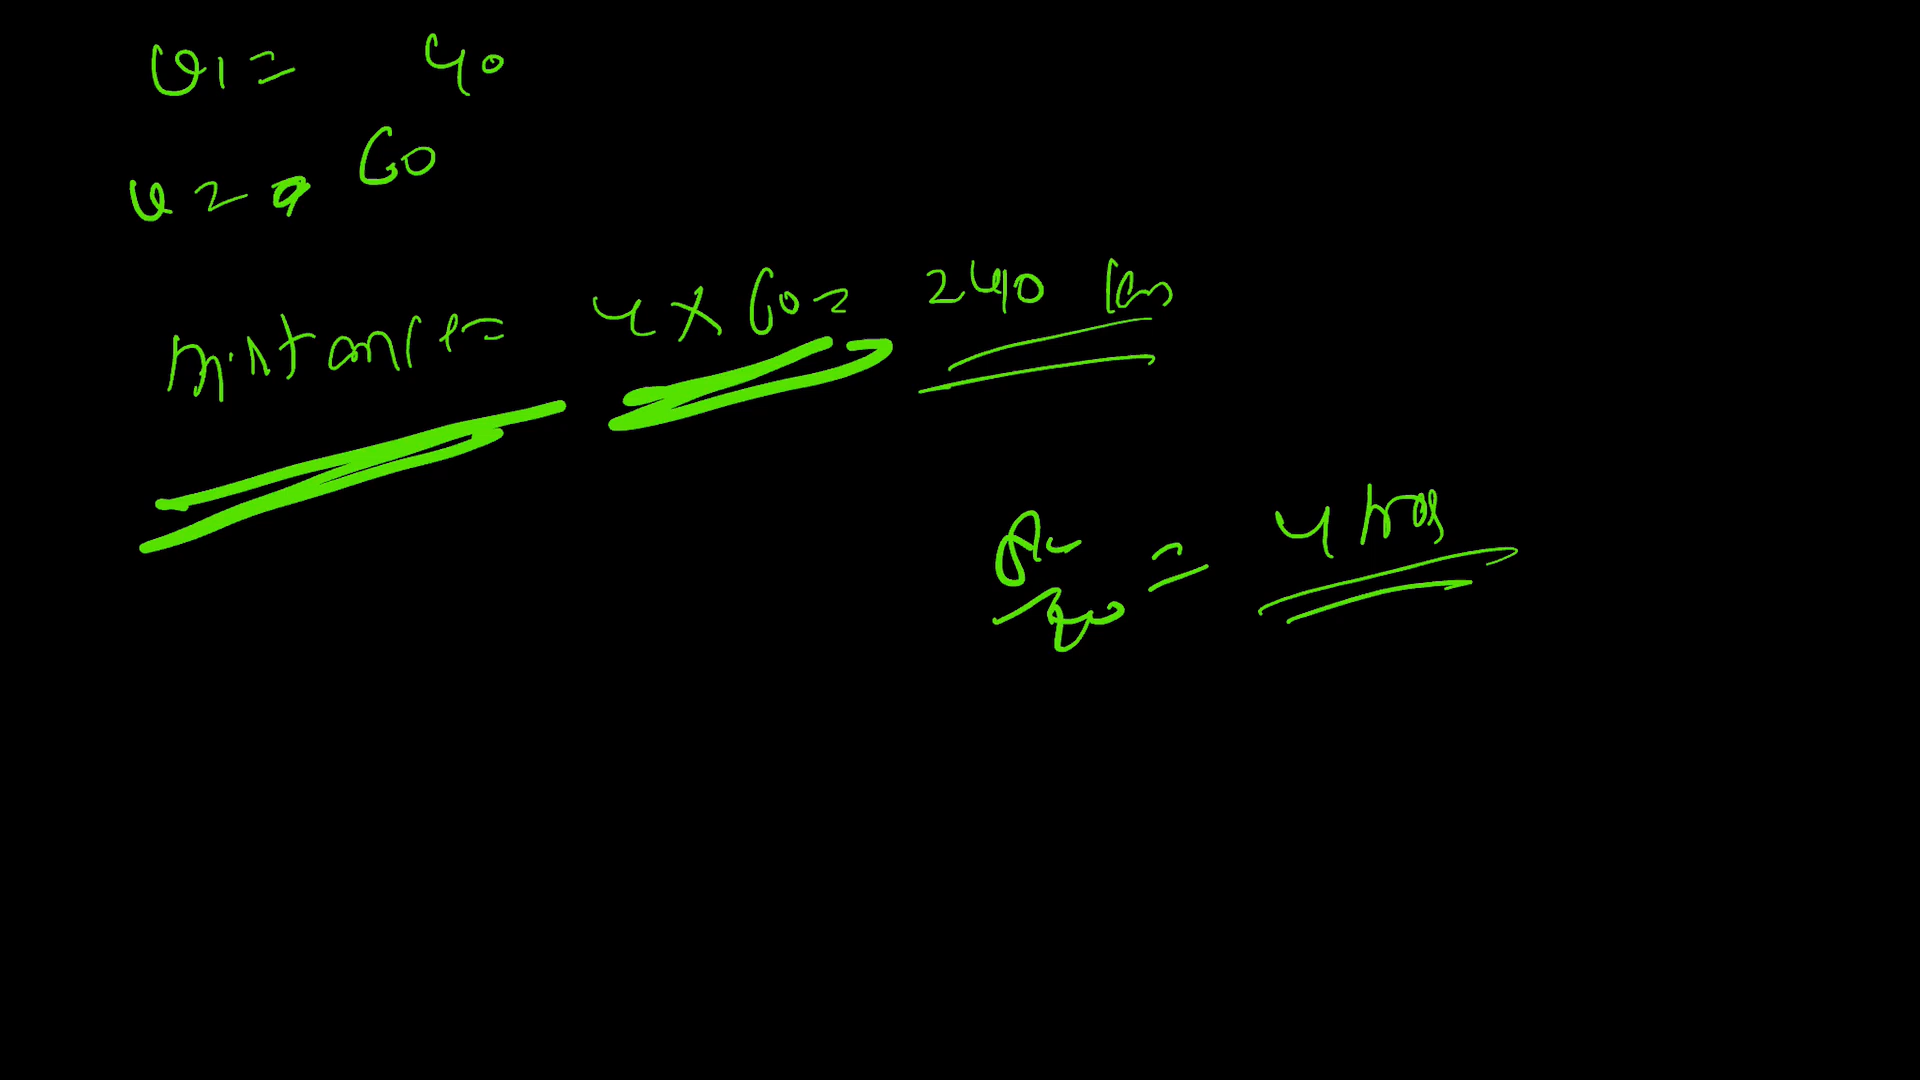 v1 = 40
v2 = 60
Distance = 4 x 60 = 240 km
= 4 hrs